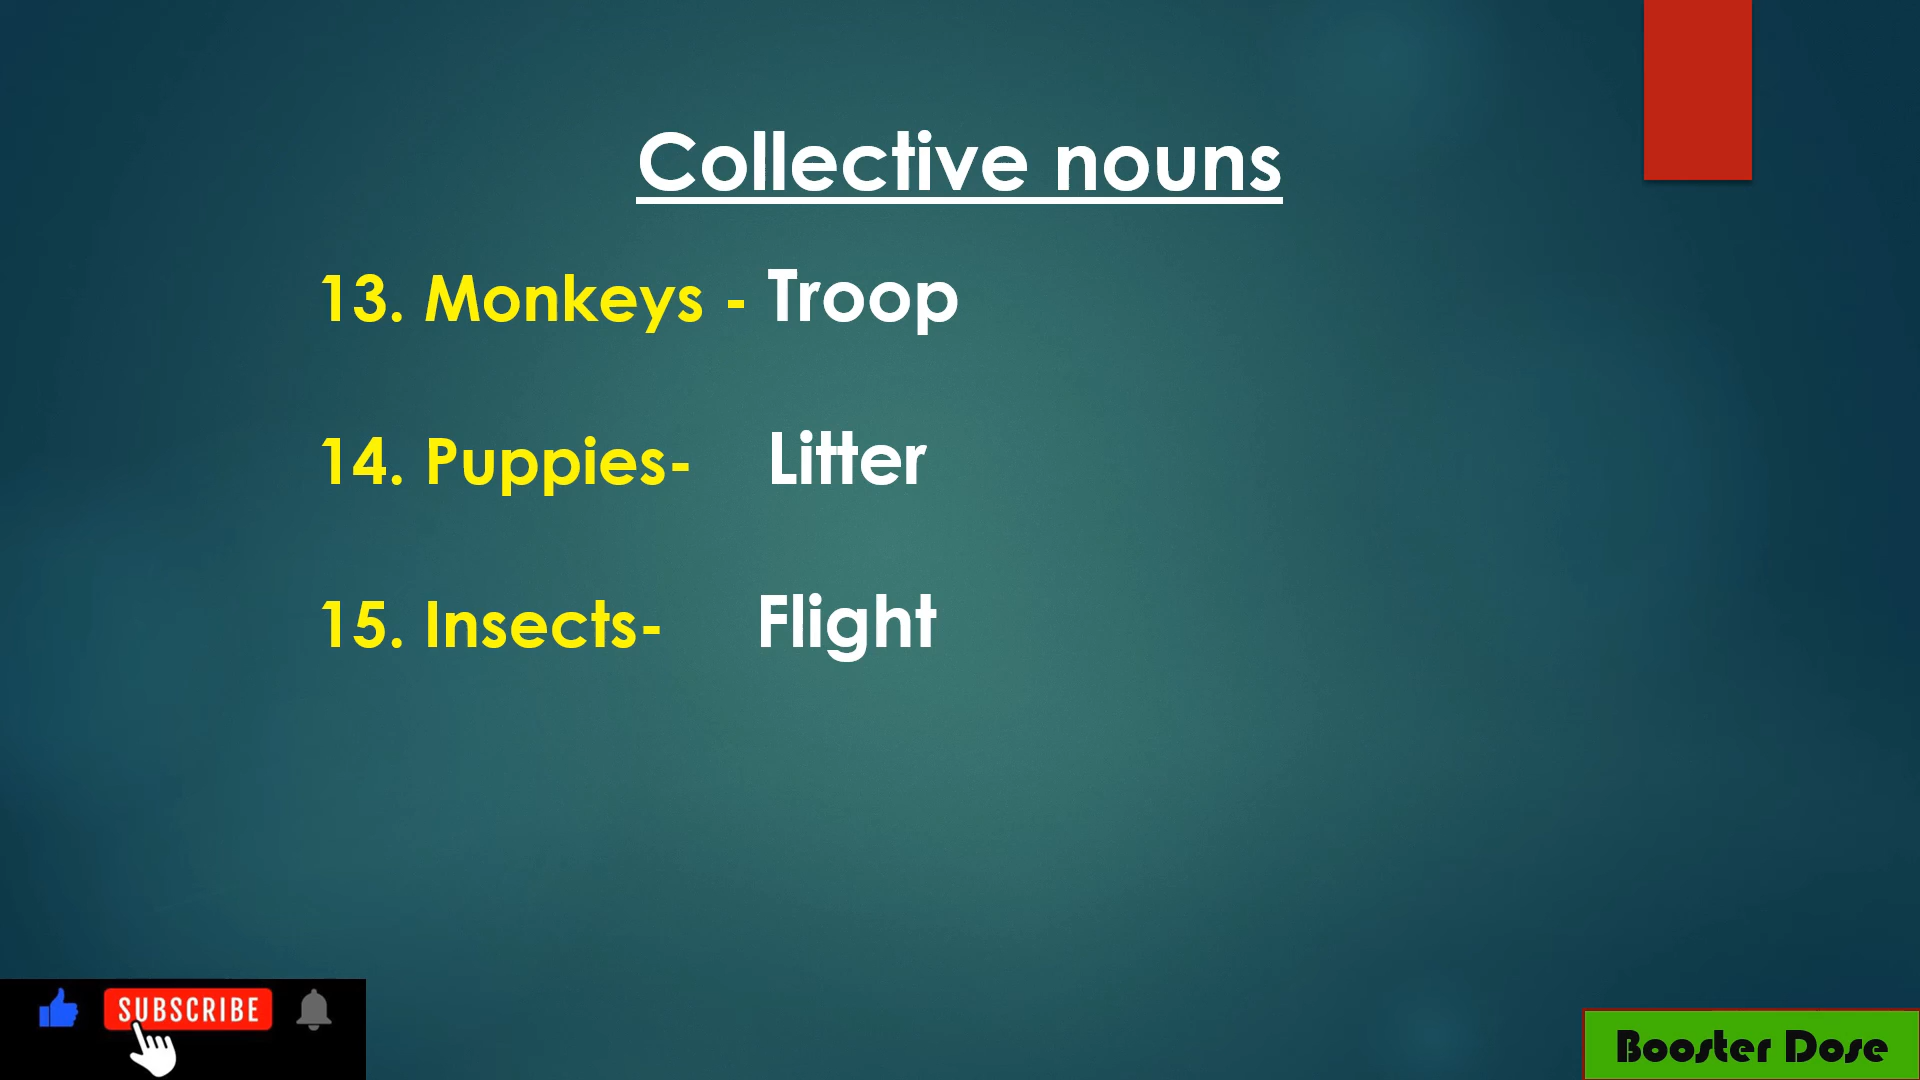 Collective nouns
13. Monkeys - Troop
14. Puppies- Litter
15. Insects- Flight
SUBSCRIBE
Booster Dose